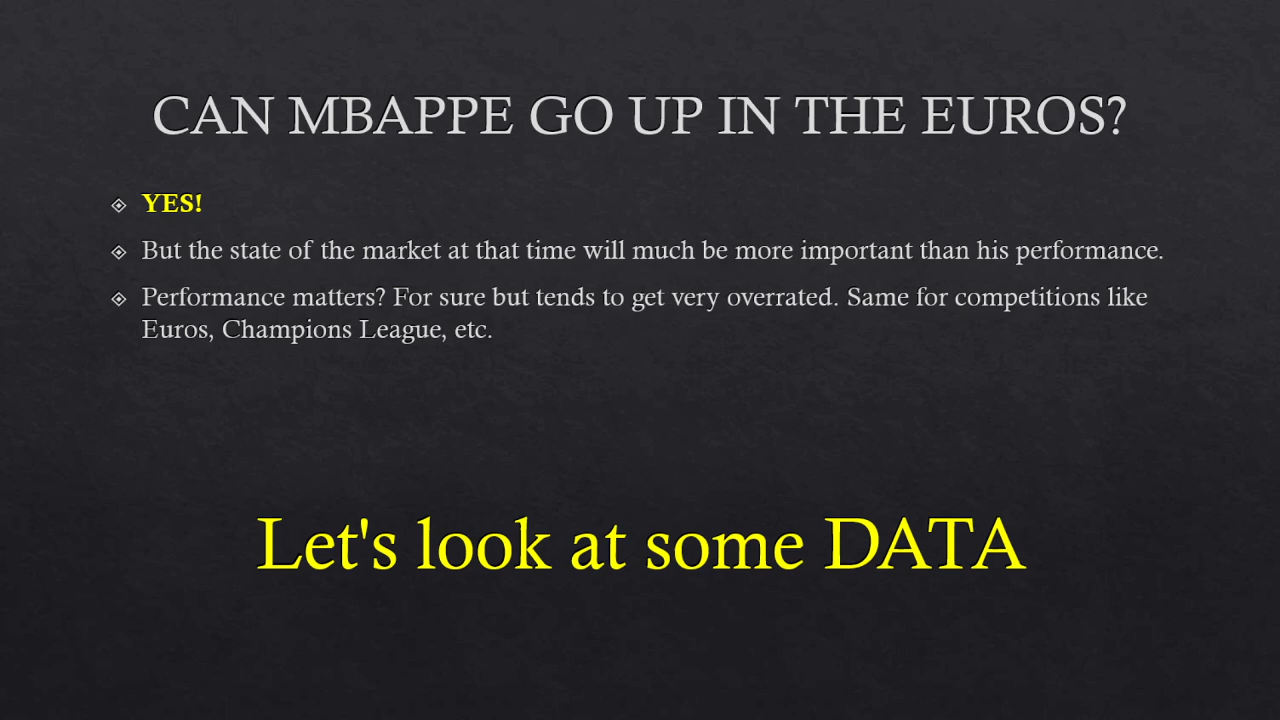 CAN MBAPPE GO UP IN THE EUROS?
YES!
But the state of the market at that time will much be more important than his performance.
Performance matters? For sure but tends to get very overrated. Same for competitions like
Euros, Champions League, etc.
Let's look at some DATA